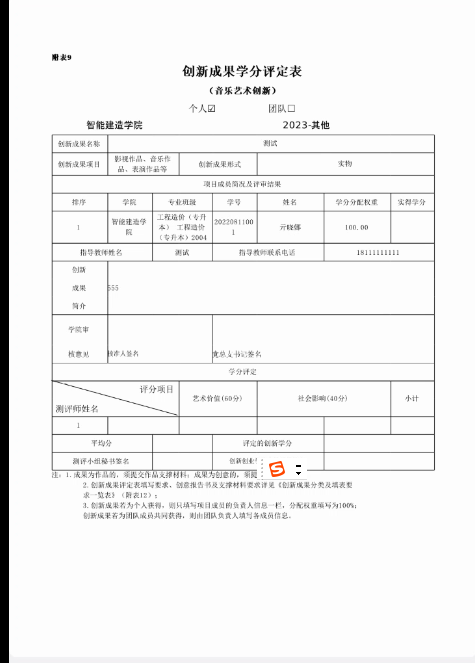 附表9
创新成果学分评定表
（音乐艺术创新）
个人☑ 团队☐
智能建造学院 2023-其他
创新成果名称 测试
创新成果项目 影视作品、音乐作品、表演作品等 创新成果形式 实物
项目成员简况及评审结果
排序 学院 专业班级 学号 姓名 学分分配权重 实得学分
1 智能建造学院 工程造价（专升本） 工程造价（专升本）2004 20220811001 亓晓娜 100.00
指导教师姓名 测试 指导教师联系电话 18111111111
创新
成果 555
简介
学院审
核意见 核准人签名 党总支书记签名
学分评定
评分项目
测评师姓名 艺术价值(60分) 社会影响(40分) 小计
1
平均分 评定的创新学分
测评小组秘书签名 创新创业
注：1.成果为作品的，须提交作品支撑材料；成果为创意的，须提
2.创新成果评定表填写要求、创意报告书及支撑材料要求详见《创新成果分类及填表要
求一览表》（附表12）；
3.创新成果若为个人获得，则只填写项目成员的负责人信息一栏，分配权重填写为100%；
创新成果若为团队成员共同获得，则由团队负责人填写各成员信息。